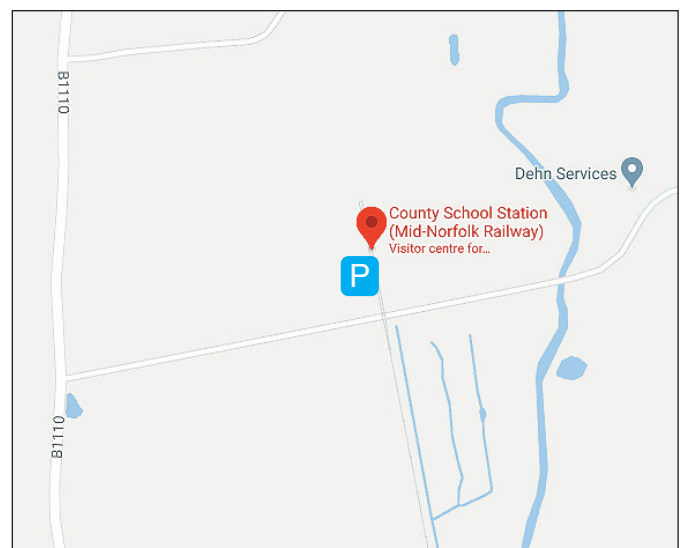 B1110
Dehn Services
County School Station
(Mid-Norfolk Railway)
Visitor centre for...
P
B1110